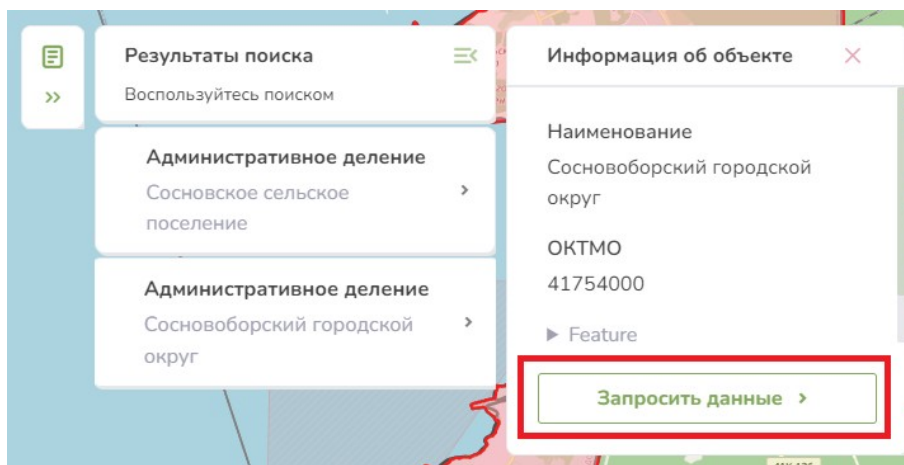 Результаты поиска
Воспользуйтесь поиском
Административное деление
Сосновское сельское
поселение
Административное деление
Сосновоборский городской
округ
Информация об объекте
Наименование
Сосновоборский городской
округ
ОКТМО
41754000
Feature
Запросить данные